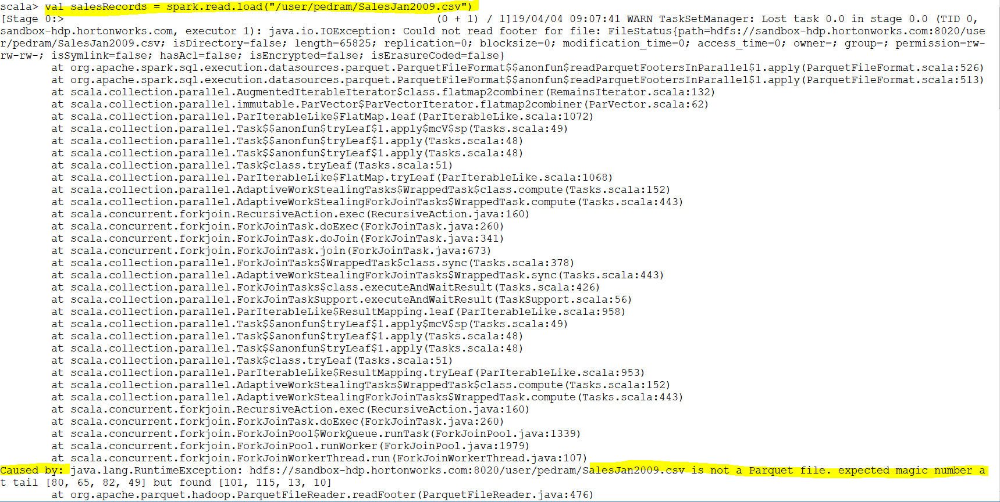 scala> val salesRecords = spark.read.load("/user/pedram/SalesJan2009.csv")
[Stage 0:>                                                          (0 + 1) / 1]19/04/04 09:07:41 WARN TaskSetManager: Lost task 0.0 in stage 0.0 (TID 0,
sandbox-hdp.hortonworks.com, executor 1): java.io.IOException: Could not read footer for file: FileStatus{path=hdfs://sandbox-hdp.hortonworks.com:8020/use
r/pedram/SalesJan2009.csv; isDirectory=false; length=65825; replication=0; blocksize=0; modification_time=0; access_time=0; owner=; group=; permission=rw-
rw-rw-; isSymlink=false; hasAcl=false; isEncrypted=false; isErasureCoded=false}
        at org.apache.spark.sql.execution.datasources.parquet.ParquetFileFormat$$anonfun$readParquetFootersInParallel$1.apply(ParquetFileFormat.scala:526)
        at org.apache.spark.sql.execution.datasources.parquet.ParquetFileFormat$$anonfun$readParquetFootersInParallel$1.apply(ParquetFileFormat.scala:513)
        at scala.collection.parallel.AugmentedIterableIterator$class.flatmap2combiner(RemainsIterator.scala:132)
        at scala.collection.parallel.immutable.ParVector$ParVectorIterator.flatmap2combiner(ParVector.scala:62)
        at scala.collection.parallel.ParIterableLike$FlatMap.leaf(ParIterableLike.scala:1072)
        at scala.collection.parallel.Task$$anonfun$tryLeaf$1.apply$mcV$sp(Tasks.scala:49)
        at scala.collection.parallel.Task$$anonfun$tryLeaf$1.apply(Tasks.scala:48)
        at scala.collection.parallel.Task$$anonfun$tryLeaf$1.apply(Tasks.scala:48)
        at scala.collection.parallel.Task$class.tryLeaf(Tasks.scala:51)
        at scala.collection.parallel.ParIterableLike$FlatMap.tryLeaf(ParIterableLike.scala:1068)
        at scala.collection.parallel.AdaptiveWorkStealingTasks$WrappedTask$class.compute(Tasks.scala:152)
        at scala.collection.parallel.AdaptiveWorkStealingForkJoinTasks$WrappedTask.compute(Tasks.scala:443)
        at scala.concurrent.forkjoin.RecursiveAction.exec(RecursiveAction.java:160)
        at scala.concurrent.forkjoin.ForkJoinTask.doExec(ForkJoinTask.java:260)
        at scala.concurrent.forkjoin.ForkJoinTask.doJoin(ForkJoinTask.java:341)
        at scala.concurrent.forkjoin.ForkJoinTask.join(ForkJoinTask.java:673)
        at scala.collection.parallel.ForkJoinTasks$WrappedTask$class.sync(Tasks.scala:378)
        at scala.collection.parallel.AdaptiveWorkStealingForkJoinTasks$WrappedTask.sync(Tasks.scala:443)
        at scala.collection.parallel.ForkJoinTasks$class.executeAndWaitResult(Tasks.scala:426)
        at scala.collection.parallel.ForkJoinTaskSupport.executeAndWaitResult(TaskSupport.scala:56)
        at scala.collection.parallel.ParIterableLike$ResultMapping.leaf(ParIterableLike.scala:958)
        at scala.collection.parallel.Task$$anonfun$tryLeaf$1.apply$mcV$sp(Tasks.scala:49)
        at scala.collection.parallel.Task$$anonfun$tryLeaf$1.apply(Tasks.scala:48)
        at scala.collection.parallel.Task$$anonfun$tryLeaf$1.apply(Tasks.scala:48)
        at scala.collection.parallel.Task$class.tryLeaf(Tasks.scala:51)
        at scala.collection.parallel.ParIterableLike$ResultMapping.tryLeaf(ParIterableLike.scala:953)
        at scala.collection.parallel.AdaptiveWorkStealingTasks$WrappedTask$class.compute(Tasks.scala:152)
        at scala.collection.parallel.AdaptiveWorkStealingForkJoinTasks$WrappedTask.compute(Tasks.scala:443)
        at scala.concurrent.forkjoin.RecursiveAction.exec(RecursiveAction.java:160)
        at scala.concurrent.forkjoin.ForkJoinTask.doExec(ForkJoinTask.java:260)
        at scala.concurrent.forkjoin.ForkJoinPool$WorkQueue.runTask(ForkJoinPool.java:1339)
        at scala.concurrent.forkjoin.ForkJoinPool.runWorker(ForkJoinPool.java:1979)
        at scala.concurrent.forkjoin.ForkJoinWorkerThread.run(ForkJoinWorkerThread.java:107)
Caused by: java.lang.RuntimeException: hdfs://sandbox-hdp.hortonworks.com:8020/user/pedram/SalesJan2009.csv is not a Parquet file. expected magic number a
t tail [80, 65, 82, 49] but found [101, 115, 13, 10]
        at org.apache.parquet.hadoop.ParquetFileReader.readFooter(ParquetFileReader.java:476)